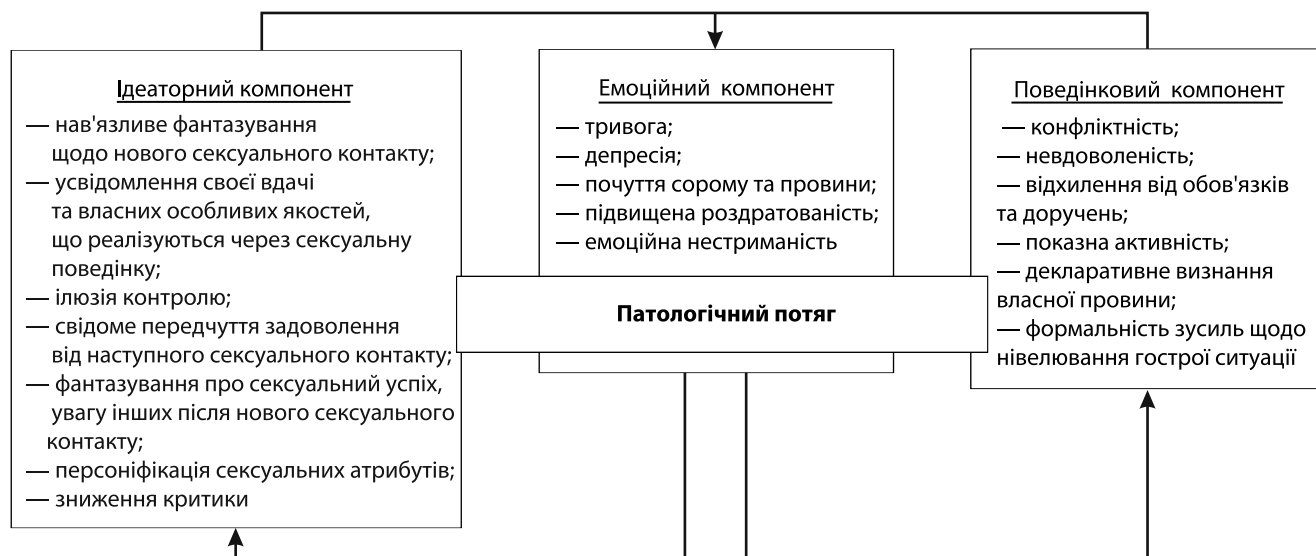 Ідеаторний компонент
— нав'язливе фантазування
щодо нового сексуального контакту;
— усвідомлення своєї вдачі
та власних особливих якостей,
що реалізуються через сексуальну
поведінку;
— ілюзія контролю;
— свідоме передчуття задоволення
від наступного сексуального контакту;
— фантазування про сексуальний успіх,
увагу інших після нового сексуального
контакту;
— персоніфікація сексуальних атрибутів;
— зниження критики
Емоційний компонент
— тривога;
— депресія;
— почуття сорому та провини;
— підвищена роздратованість;
— емоційна нестриманість
Патологічний потяг
Поведінковий компонент
— конфліктність;
— невдоволеність;
— відхилення від обов'язків
та доручень;
— показна активність;
— декларативне визнання
власної провини;
— формальність зусиль щодо
нівелювання гострої ситуації